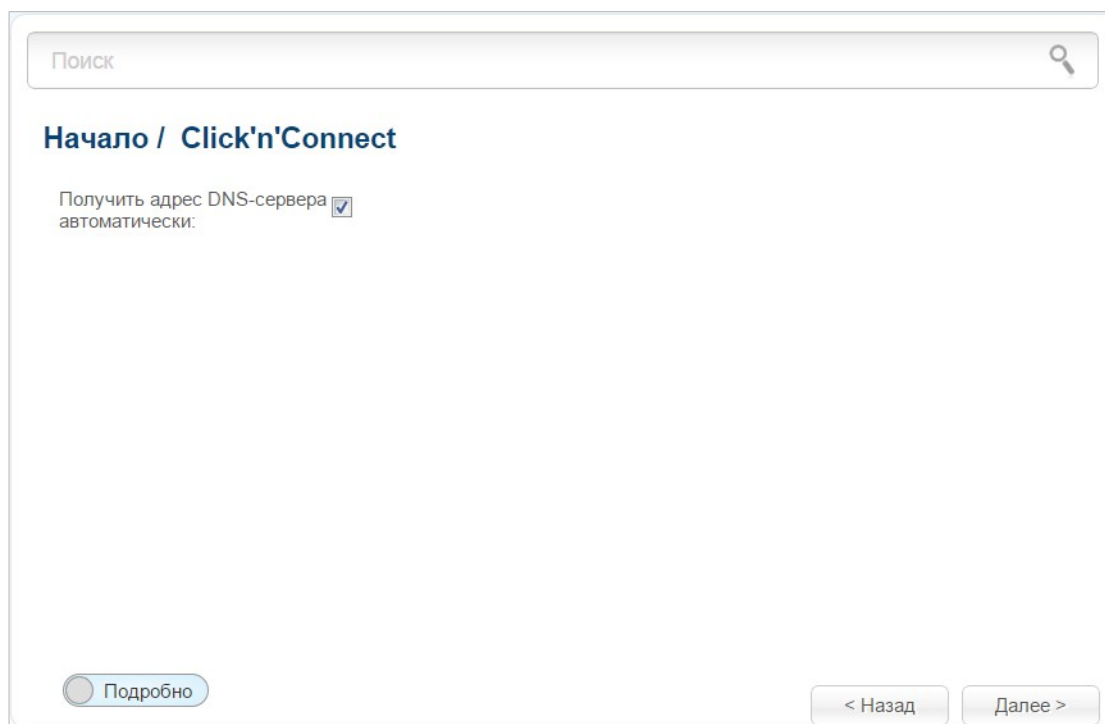 Поиск
Начало / Click'n'Connect
Получить адрес DNS-сервера
автоматически:
Подробно
< Назад
Далее >